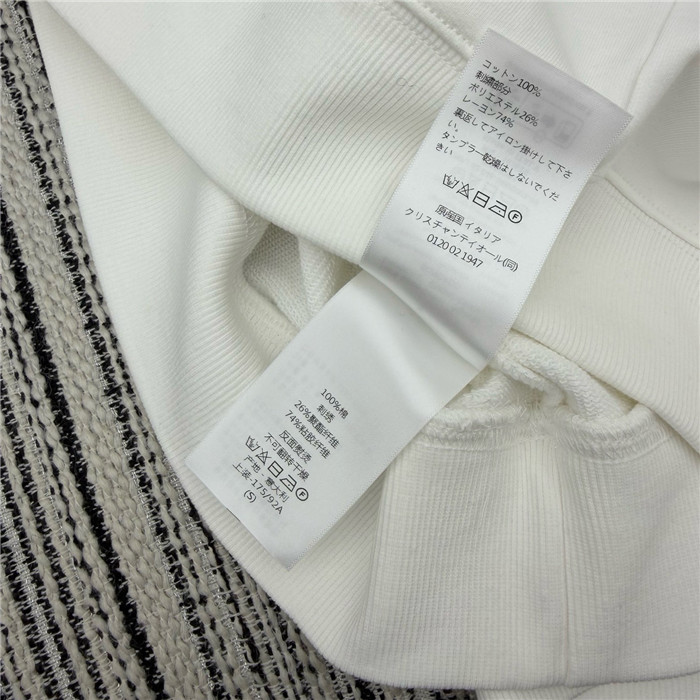 コットン100%
刺繍部分
ポリエステル26%
レーヨン74%
裏返してアイロン掛けして下さ
い。
タンブラー乾燥はしないでくだ
さい
原産国イタリア
クリスチャンティオール(同)
0120 02 1947
100%棉
刺绣
26%聚酯纤维
74%粘胶纤维
反面熨烫
不可翻转干燥
产地-意大利
上装-175/92A
(S)